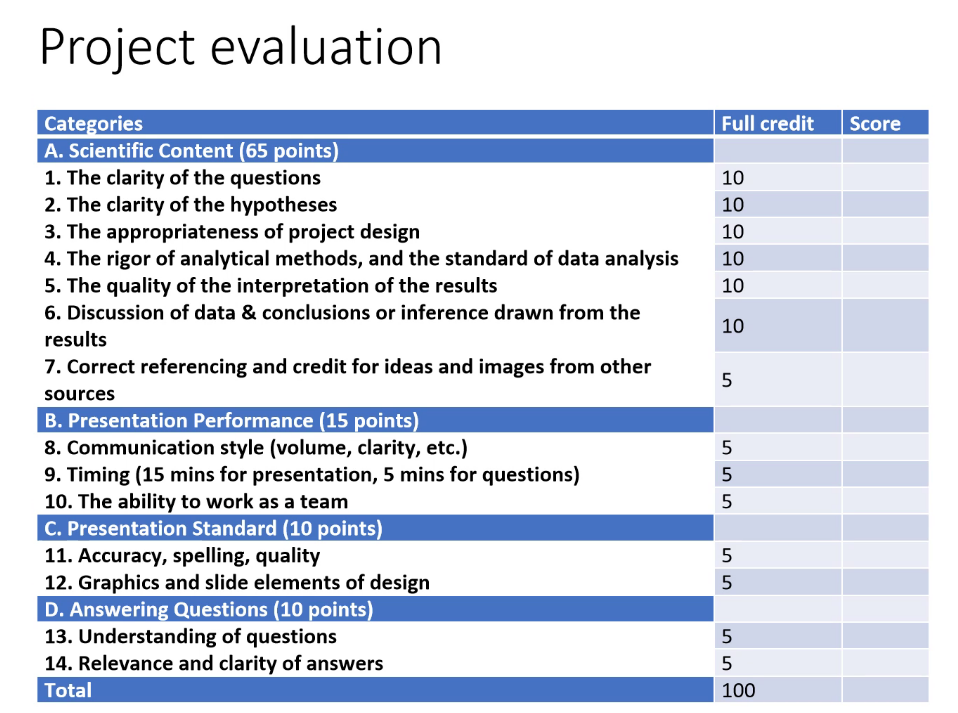 Project evaluation
Categories Full credit Score
A. Scientific Content (65 points)
1. The clarity of the questions 10
2. The clarity of the hypotheses 10
3. The appropriateness of project design 10
4. The rigor of analytical methods, and the standard of data analysis 10
5. The quality of the interpretation of the results 10
6. Discussion of data & conclusions or inference drawn from the
results 10
7. Correct referencing and credit for ideas and images from other
sources 5
B. Presentation Performance (15 points)
8. Communication style (volume, clarity, etc.) 5
9. Timing (15 mins for presentation, 5 mins for questions) 5
10. The ability to work as a team 5
C. Presentation Standard (10 points)
11. Accuracy, spelling, quality 5
12. Graphics and slide elements of design 5
D. Answering Questions (10 points)
13. Understanding of questions 5
14. Relevance and clarity of answers 5
Total 100